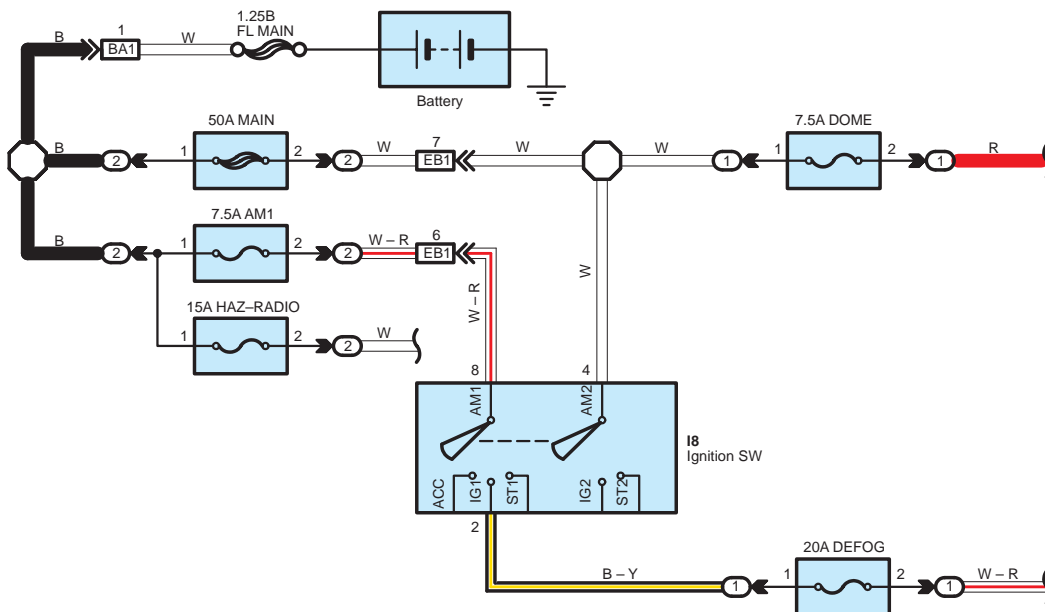 1.25B
FL MAIN
B
1
BA1
W
Battery
50A MAIN
B
2
1
2
2
W
7
EB1
W
W
1
7.5A DOME
1
2
1
R
7.5A AM1
B
2
1
2
2
W – R
6
EB1
W – R
W
15A HAZ–RADIO
1
2
2
W
8
4
AM1
AM2
I8
Ignition SW
ACC
IG1
ST1
IG2
ST2
2
B – Y
1
20A DEFOG
1
2
1
W – R